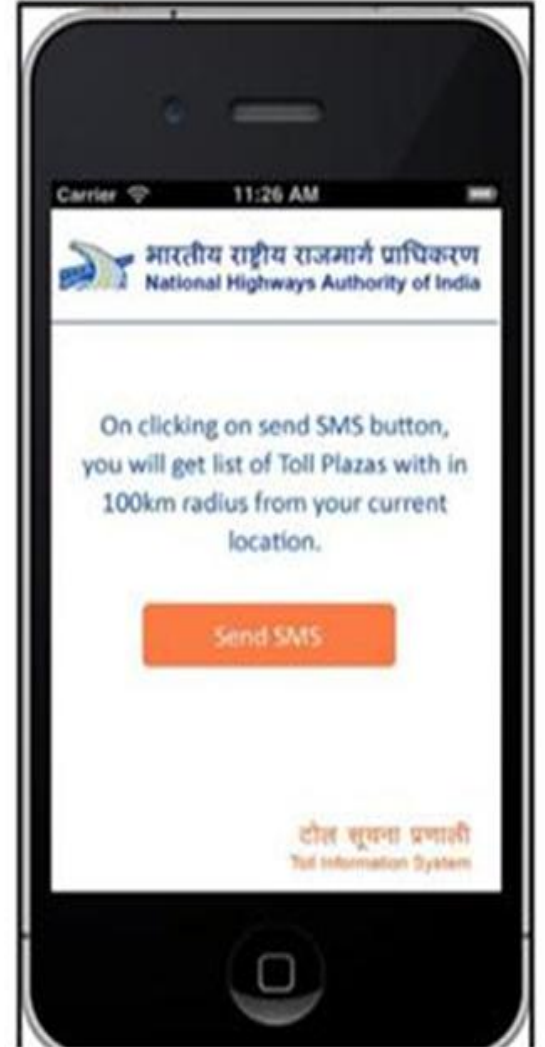 Carrier 11:26 AM
भारतीय राष्ट्रीय राजमार्ग प्राधिकरण
National Highways Authority of India
On clicking on send SMS button,
you will get list of Toll Plazas with in
100km radius from your current
location.
Send SMS
टोल सूचना प्रणाली
Toll Information System